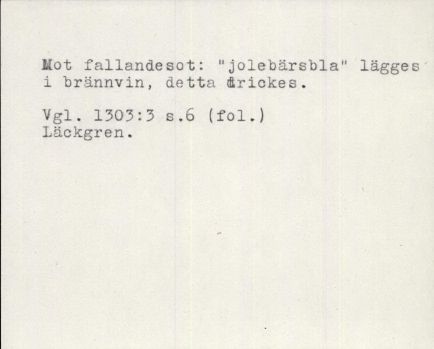 Mot fallandesot: "jolebärsbla" lägges
i brännvin, detta drickes.
Vgl. 1303:3 s.6 (fol.)
Läckgren.